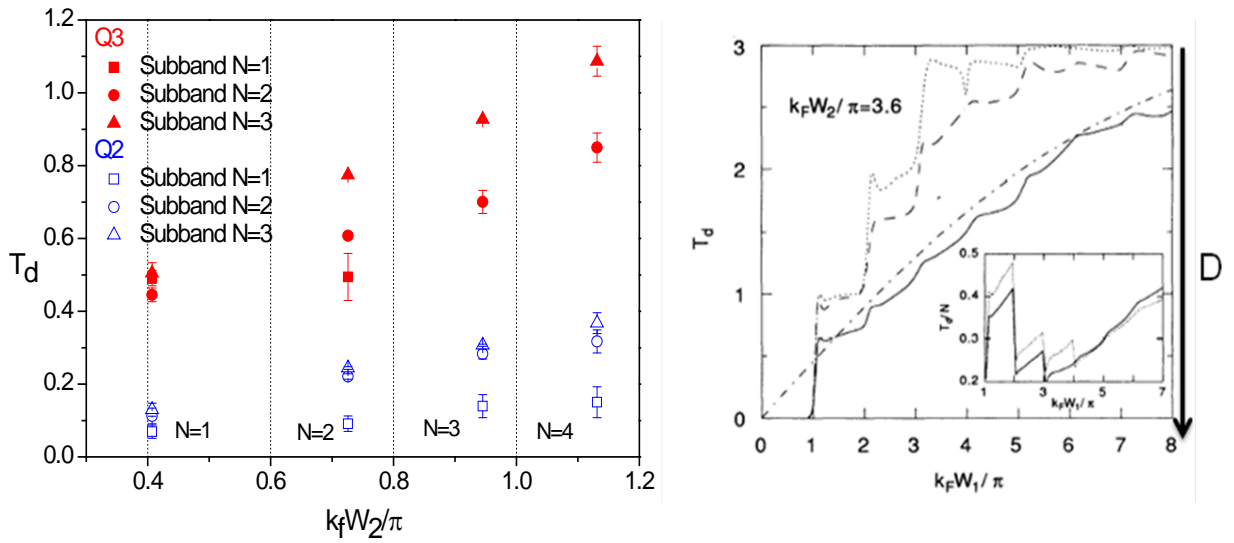 1.2
1.0
0.8
0.6
0.4
0.2
0.0
T_d
Q3
Subband N=1
Subband N=2
Subband N=3
Q2
Subband N=1
Subband N=2
Subband N=3
N=1
N=2
N=3
N=4
0.4 0.6 0.8 1.0 1.2
k_fW_2/π
3
2
1
0
T_d
k_FW_2/π=3.6
0.5
0.4
0.3
0.2
T_d/N
1 3 5 7
k_FW_1/π
0 1 2 3 4 5 6 7 8
k_FW_1/π
D